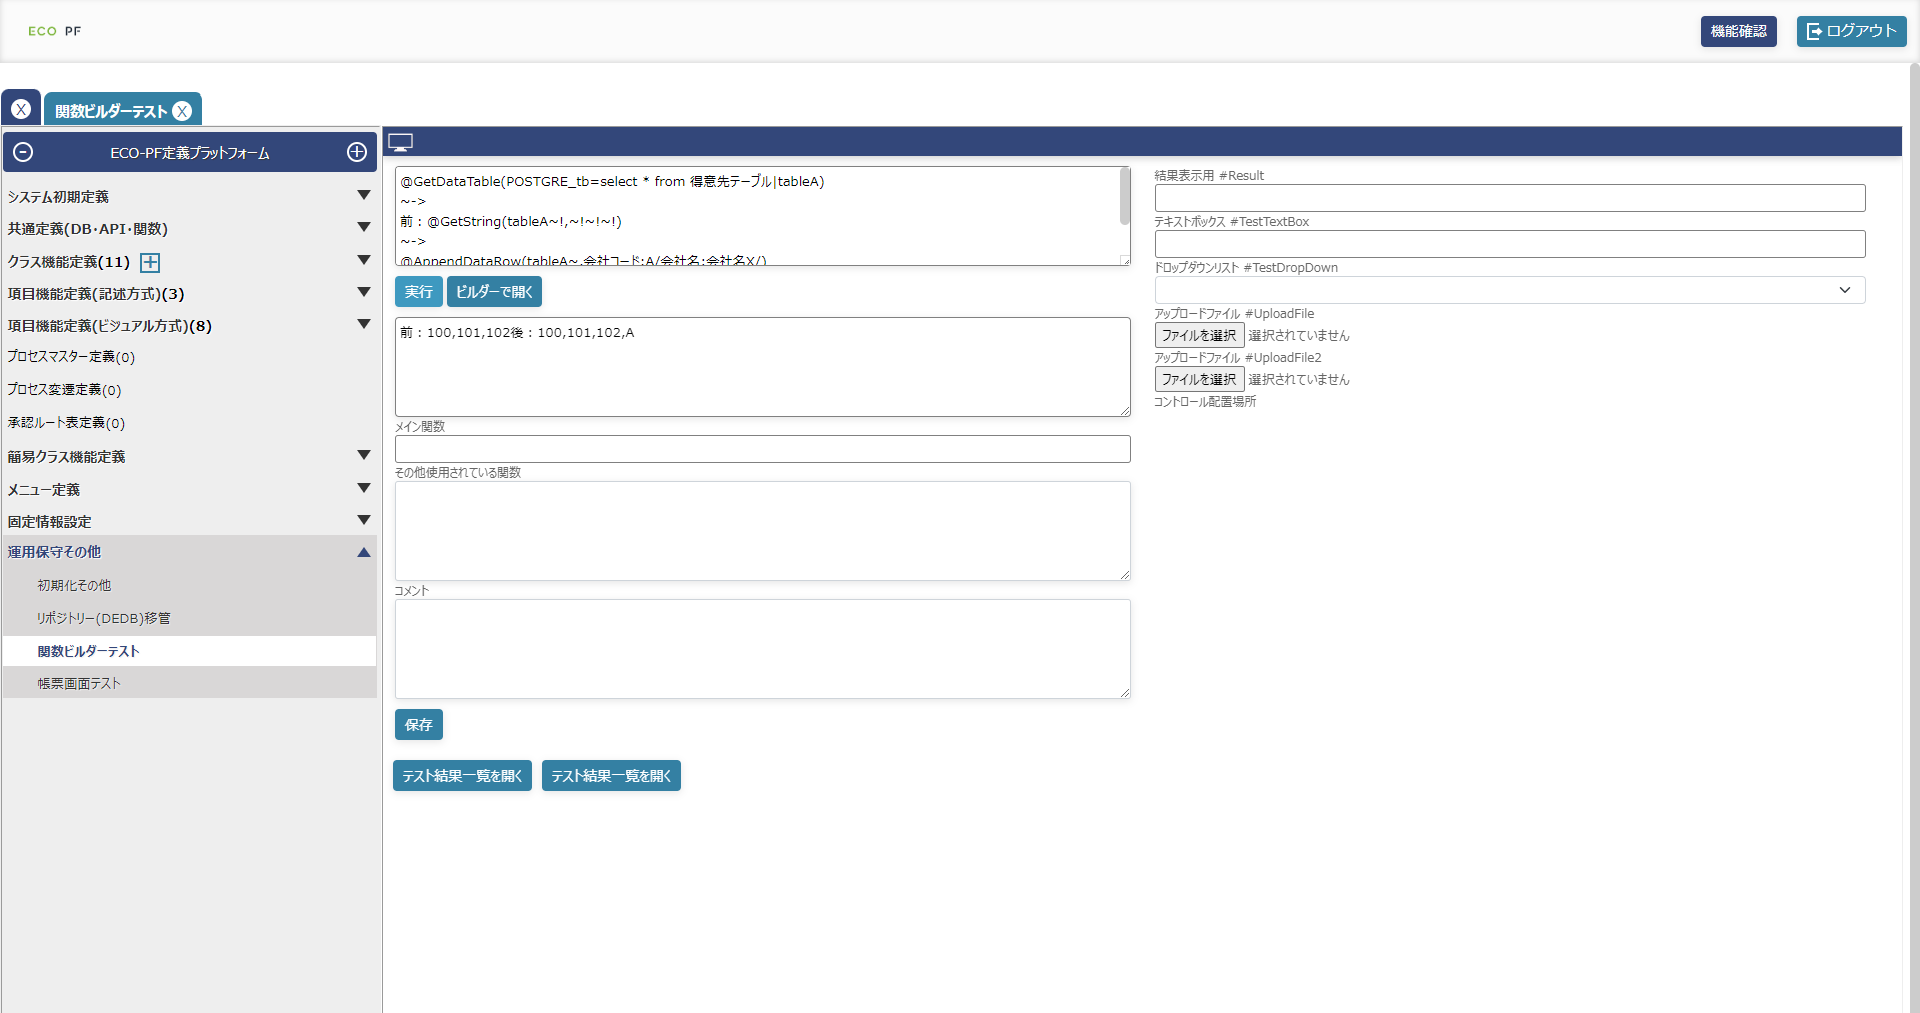 ECO PF
機能確認
ログアウト
X
関数ビルダーテスト X
ECO-PF定義プラットフォーム
システム初期定義
共通定義(DB・API・関数)
クラス機能定義(11)
項目機能定義(記述方式)(3)
項目機能定義(ビジュアル方式)(8)
プロセスマスター定義(0)
プロセス変遷定義(0)
承認ルート表定義(0)
簡易クラス機能定義
メニュー定義
固定情報設定
運用保守その他
初期化その他
リポジトリー(DEDB)移管
関数ビルダーテスト
帳票画面テスト
@GetDataTable(POSTGRE_tb=select * from 得意先テーブル|tableA)
~->
前：@GetString(tableA~!,~!~!~!)
~->
@AppendDataRow(tableA~,会社コード:A/会社名:会社名X/)
実行
ビルダーで開く
前：100,101,102後：100,101,102,A
メイン関数
その他使用されている関数
コメント
保存
テスト結果一覧を開く
テスト結果一覧を開く
結果表示用 #Result
テキストボックス #TestTextBox
ドロップダウンリスト #TestDropDown
アップロードファイル #UploadFile
ファイルを選択 選択されていません
アップロードファイル #UploadFile2
ファイルを選択 選択されていません
コントロール配置場所